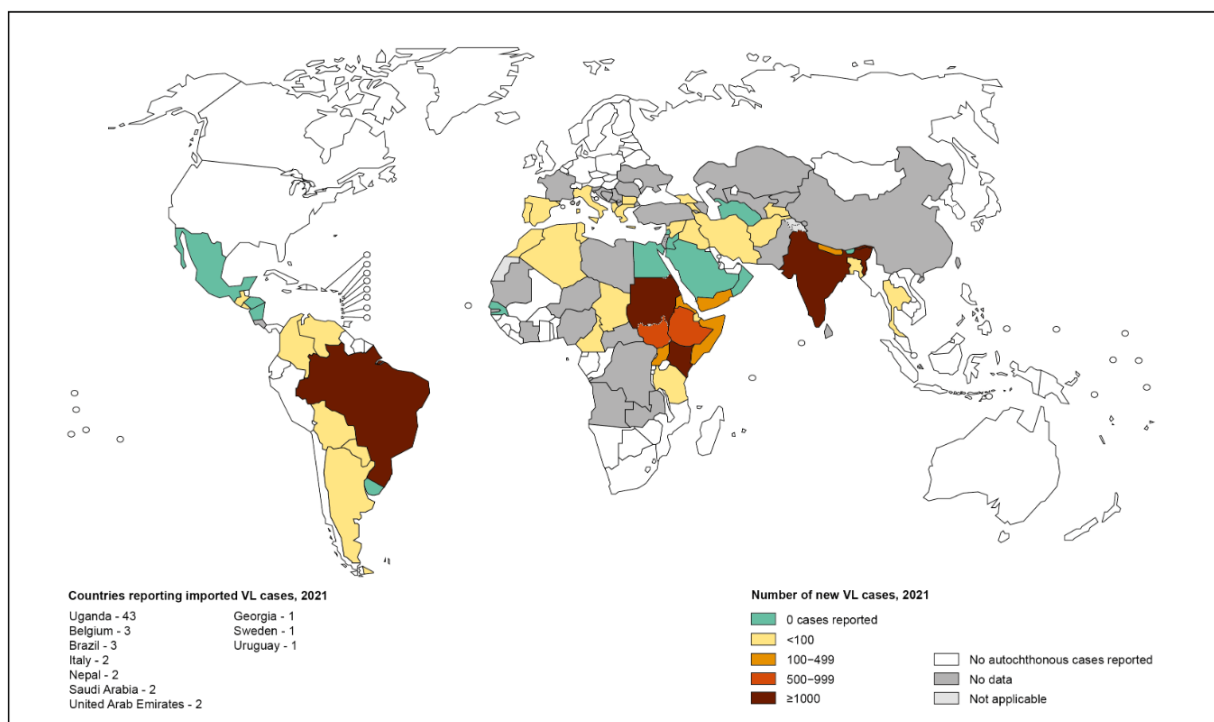 Countries reporting imported VL cases, 2021
Uganda - 43
Belgium - 3
Brazil - 3
Italy - 2
Nepal - 2
Saudi Arabia - 2
United Arab Emirates - 2
Georgia - 1
Sweden - 1
Uruguay - 1
Number of new VL cases, 2021
0 cases reported
<100
100–499
500–999
≥1000
No autochthonous cases reported
No data
Not applicable